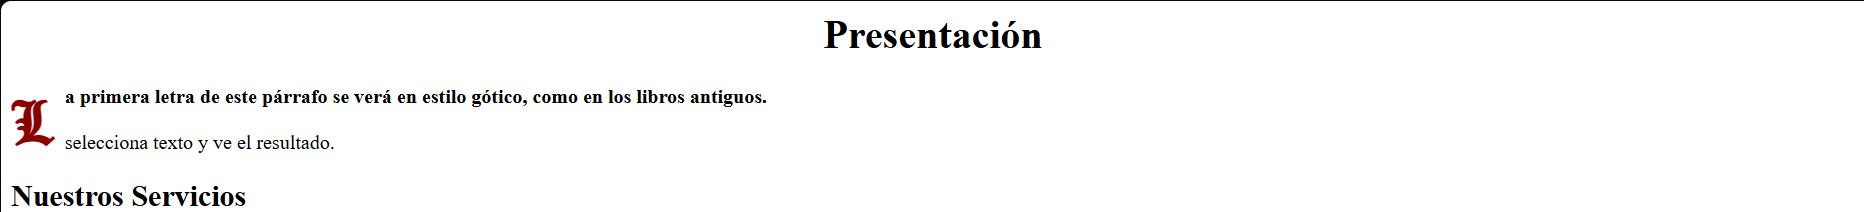 Presentación
La primera letra de este párrafo se verá en estilo gótico, como en los libros antiguos.
selecciona texto y ve el resultado.
Nuestros Servicios